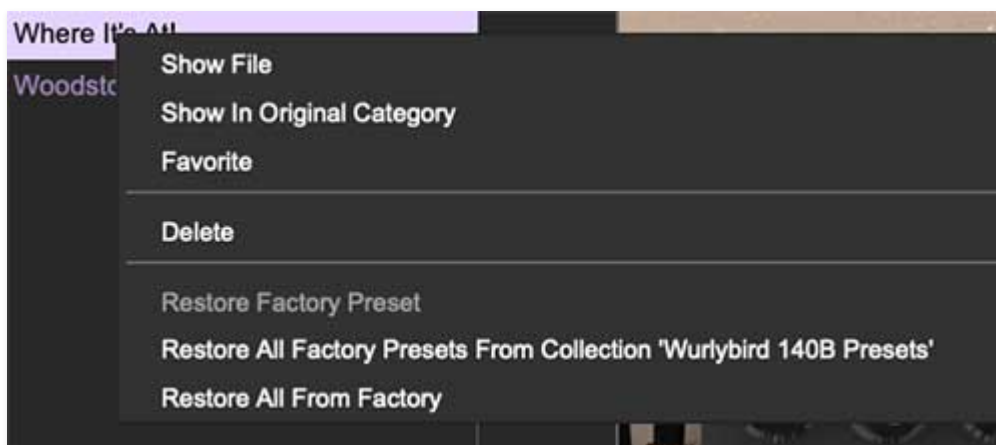 Where It's At!
Show File
Woodsto
Show In Original Category
Favorite
Delete
Restore Factory Preset
Restore All Factory Presets From Collection 'Wurlybird 140B Presets'
Restore All From Factory